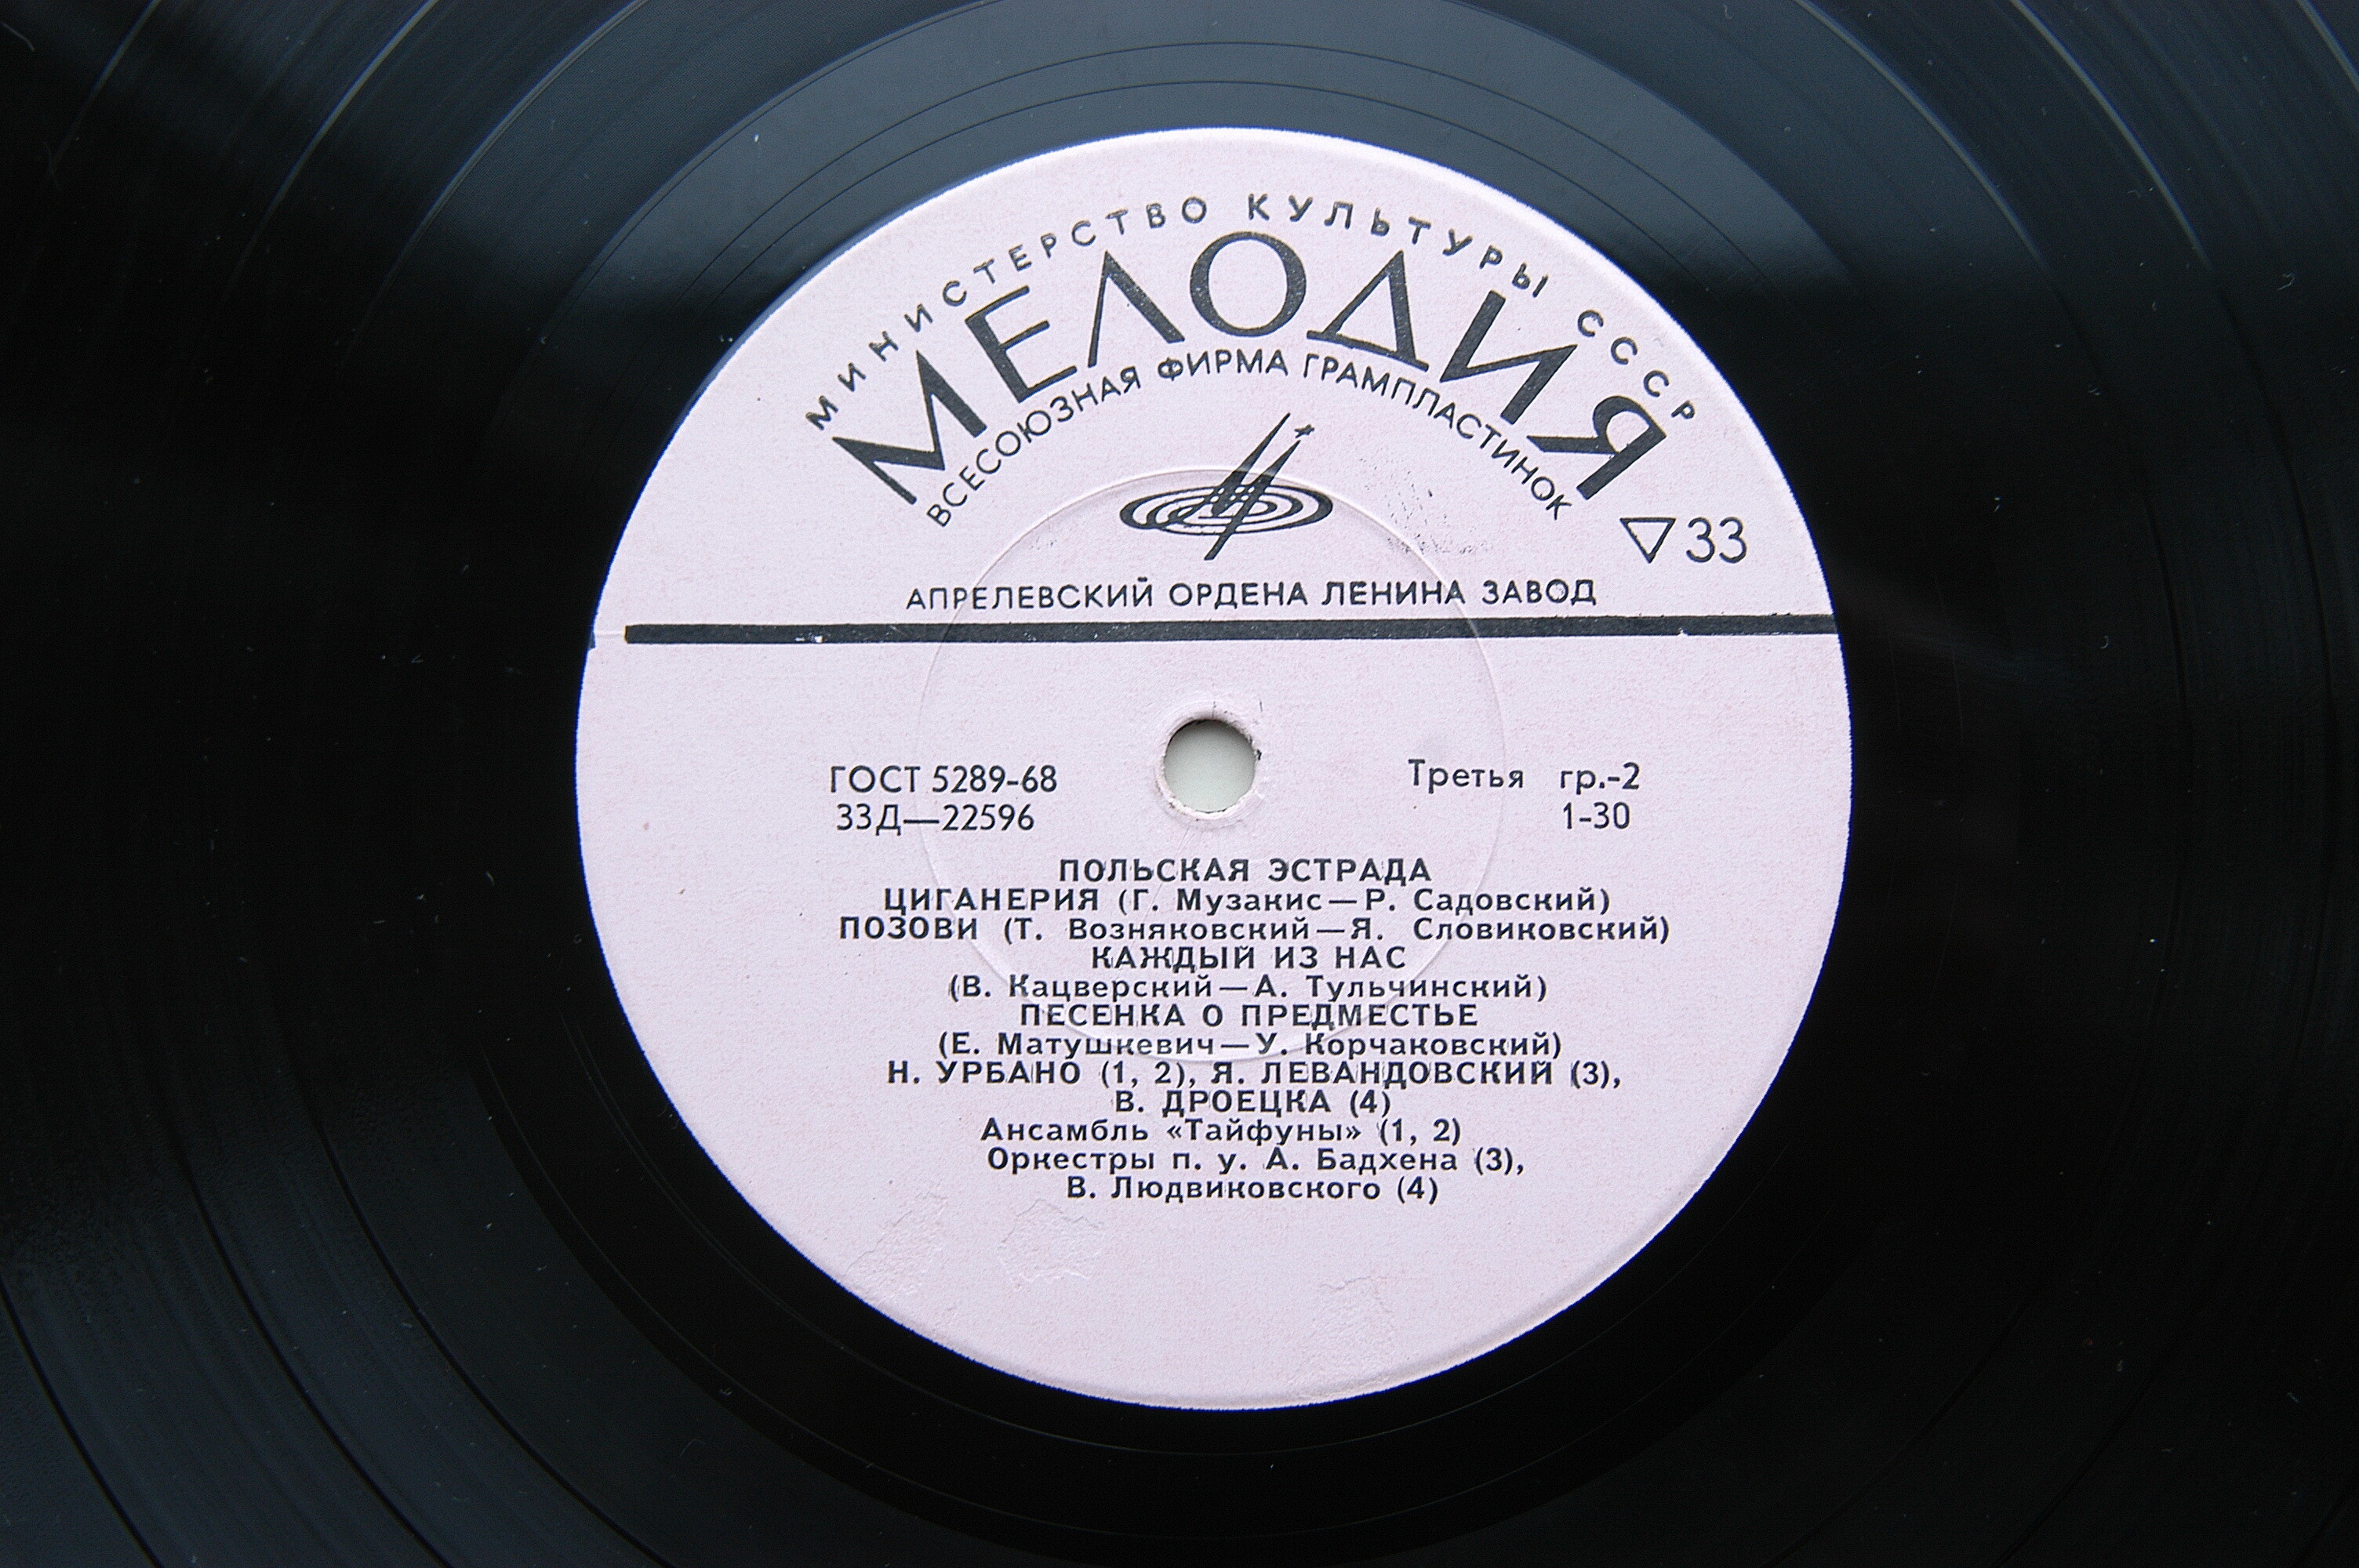 МИНИСТЕРСТВО КУЛЬТУРЫ СССР
МЕЛОДИЯ
ВСЕСОЮЗНАЯ ФИРМА ГРАМПЛАСТИНОК
33
АПРЕЛЕВСКИЙ ОРДЕНА ЛЕНИНА ЗАВОД
ГОСТ 5289-68 Третья гр.-2
33Д—22596 1-30
ПОЛЬСКАЯ ЭСТРАДА
ЦИГАНЕРИЯ (Г. Музакис—Р. Садовский)
ПОЗОВИ (Т. Возняковский—Я. Словиковский)
КАЖДЫЙ ИЗ НАС
(В. Кацверский—А. Тульчинский)
ПЕСЕНКА О ПРЕДМЕСТЬЕ
(Е. Матушкевич—У. Корчаковский)
Н. УРБАНО (1, 2), Я. ЛЕВАНДОВСКИЙ (3),
В. ДРОЕЦКА (4)
Ансамбль «Тайфуны» (1, 2)
Оркестры п. у. А. Бадхена (3),
В. Людвиковского (4)